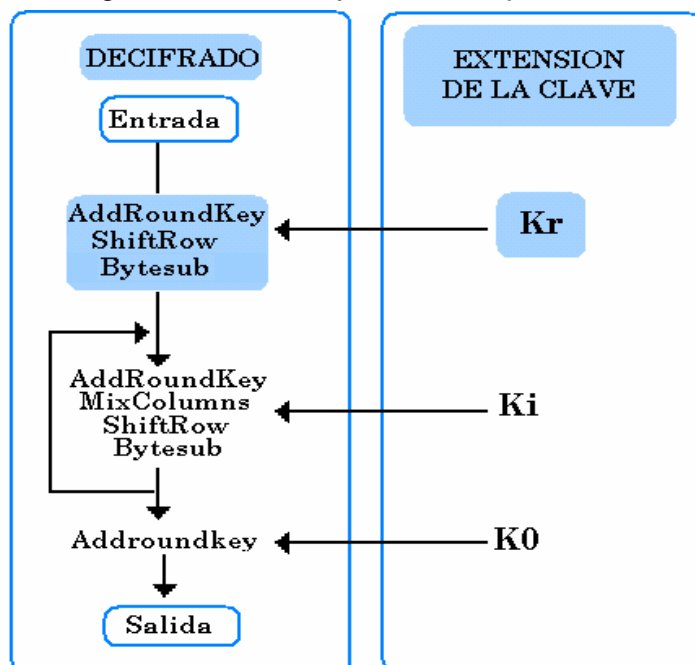 DECIFRADO
Entrada
AddRoundKey
ShiftRow
Bytesub
AddRoundKey
MixColumns
ShiftRow
Bytesub
Addroundkey
Salida
EXTENSION
DE LA CLAVE
Kr
Ki
K0